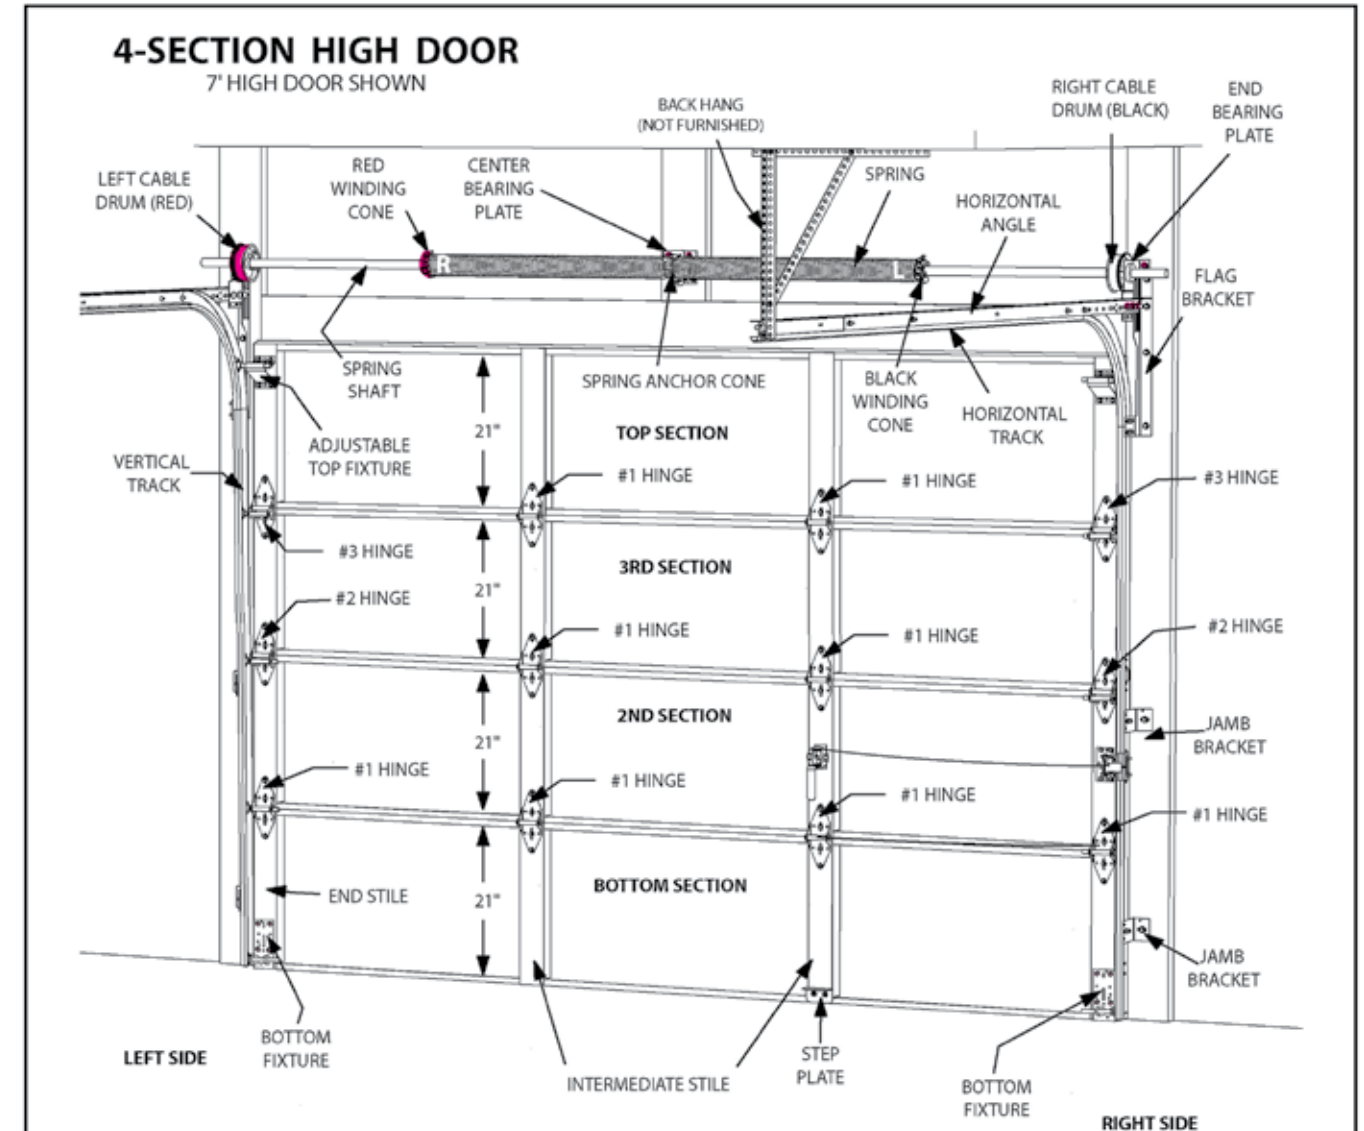 4-SECTION HIGH DOOR
7' HIGH DOOR SHOWN
BACK HANG
(NOT FURNISHED)
RIGHT CABLE
DRUM (BLACK)
END
BEARING
PLATE
LEFT CABLE
DRUM (RED)
RED
WINDING
CONE
CENTER
BEARING
PLATE
SPRING
HORIZONTAL
ANGLE
FLAG
BRACKET
R
L
SPRING
SHAFT
SPRING ANCHOR CONE
BLACK
WINDING
CONE
HORIZONTAL
TRACK
21"
TOP SECTION
ADJUSTABLE
TOP FIXTURE
VERTICAL
TRACK
#1 HINGE
#1 HINGE
#3 HINGE
#3 HINGE
3RD SECTION
21"
#2 HINGE
#1 HINGE
#1 HINGE
#2 HINGE
2ND SECTION
21"
JAMB
BRACKET
#1 HINGE
#1 HINGE
#1 HINGE
#1 HINGE
BOTTOM SECTION
21"
END STILE
JAMB
BRACKET
BOTTOM
FIXTURE
LEFT SIDE
INTERMEDIATE STILE
STEP
PLATE
BOTTOM
FIXTURE
RIGHT SIDE